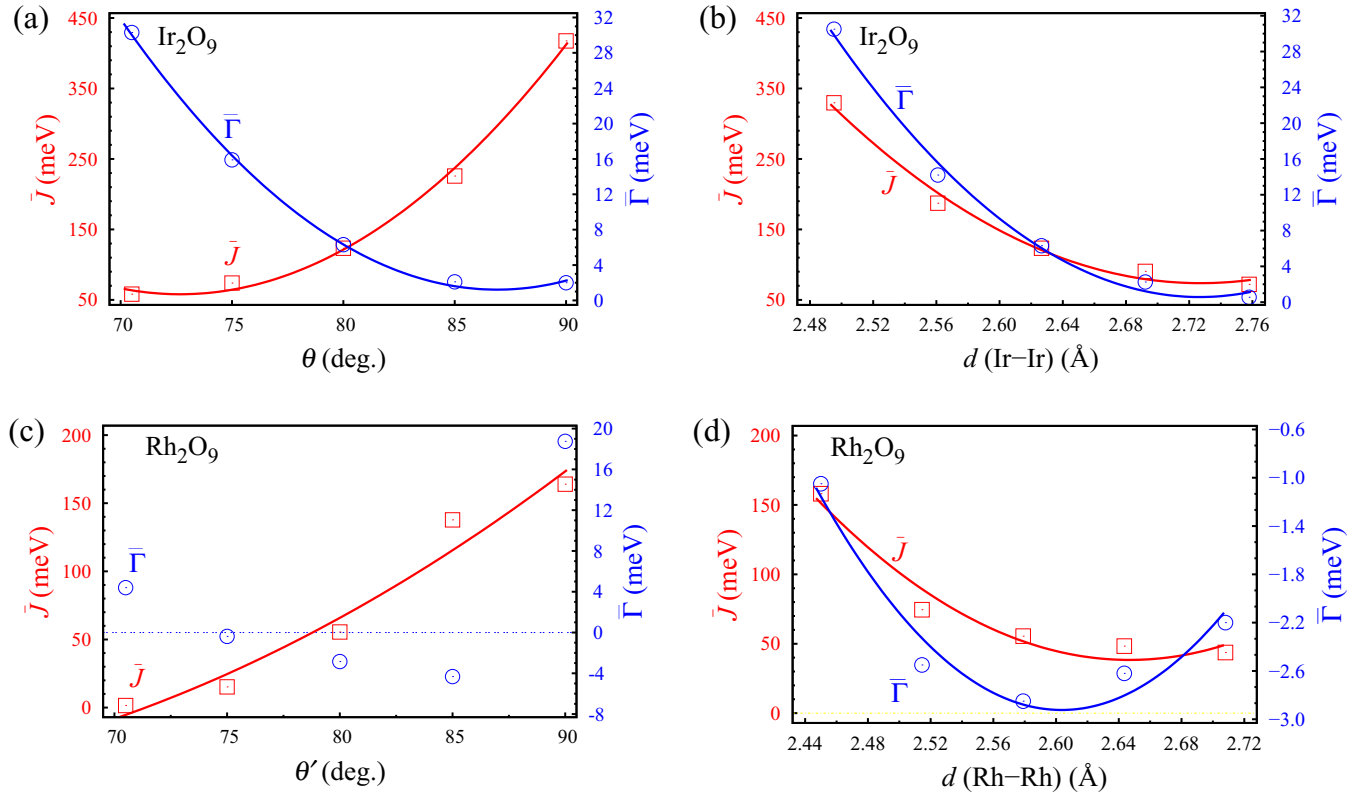 (a)
Ir₂O₉
J̄ (meV)
450
350
250
150
50
Γ̄
J̄
32
28
24
20
16
12
8
4
0
Γ̄ (meV)
70 75 80 85 90
θ (deg.)
(b)
Ir₂O₉
J̄ (meV)
450
350
250
150
50
Γ̄
J̄
32
28
24
20
16
12
8
4
0
Γ̄ (meV)
2.48 2.52 2.56 2.60 2.64 2.68 2.72 2.76
d (Ir−Ir) (Å)
(c)
Rh₂O₉
J̄ (meV)
200
150
100
50
0
Γ̄
J̄
20
16
12
8
4
0
-4
-8
Γ̄ (meV)
70 75 80 85 90
θ′ (deg.)
(d)
Rh₂O₉
J̄ (meV)
200
150
100
50
0
J̄
Γ̄
−0.6
−1.0
−1.4
−1.8
−2.2
−2.6
−3.0
Γ̄ (meV)
2.44 2.48 2.52 2.56 2.60 2.64 2.68 2.72
d (Rh−Rh) (Å)